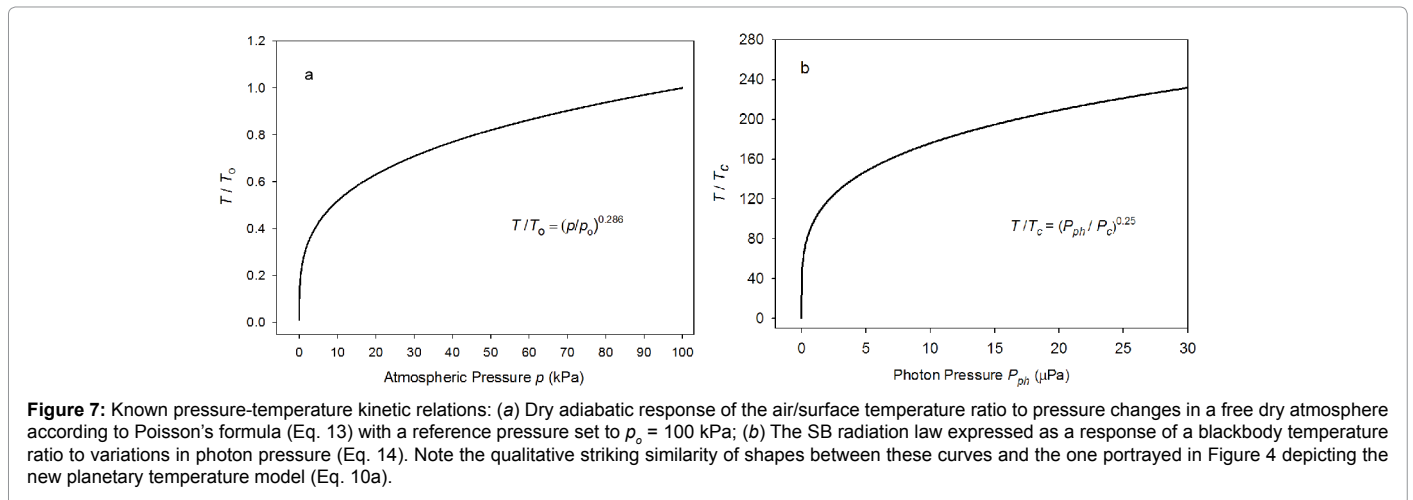 1.2
a
1.0
0.8
0.6
0.4
0.2
0.0
T / To
T/To = (p/po)^0.286
0 10 20 30 40 50 60 70 80 90 100
Atmospheric Pressure p (kPa)
280
b
240
200
160
120
80
40
0
T / Tc
T/Tc = (Pph / Pc)^0.25
0 5 10 15 20 25 30
Photon Pressure Pph (μPa)
Figure 7: Known pressure-temperature kinetic relations: (a) Dry adiabatic response of the air/surface temperature ratio to pressure changes in a free dry atmosphere
according to Poisson's formula (Eq. 13) with a reference pressure set to po = 100 kPa; (b) The SB radiation law expressed as a response of a blackbody temperature
ratio to variations in photon pressure (Eq. 14). Note the qualitative striking similarity of shapes between these curves and the one portrayed in Figure 4 depicting the
new planetary temperature model (Eq. 10a).